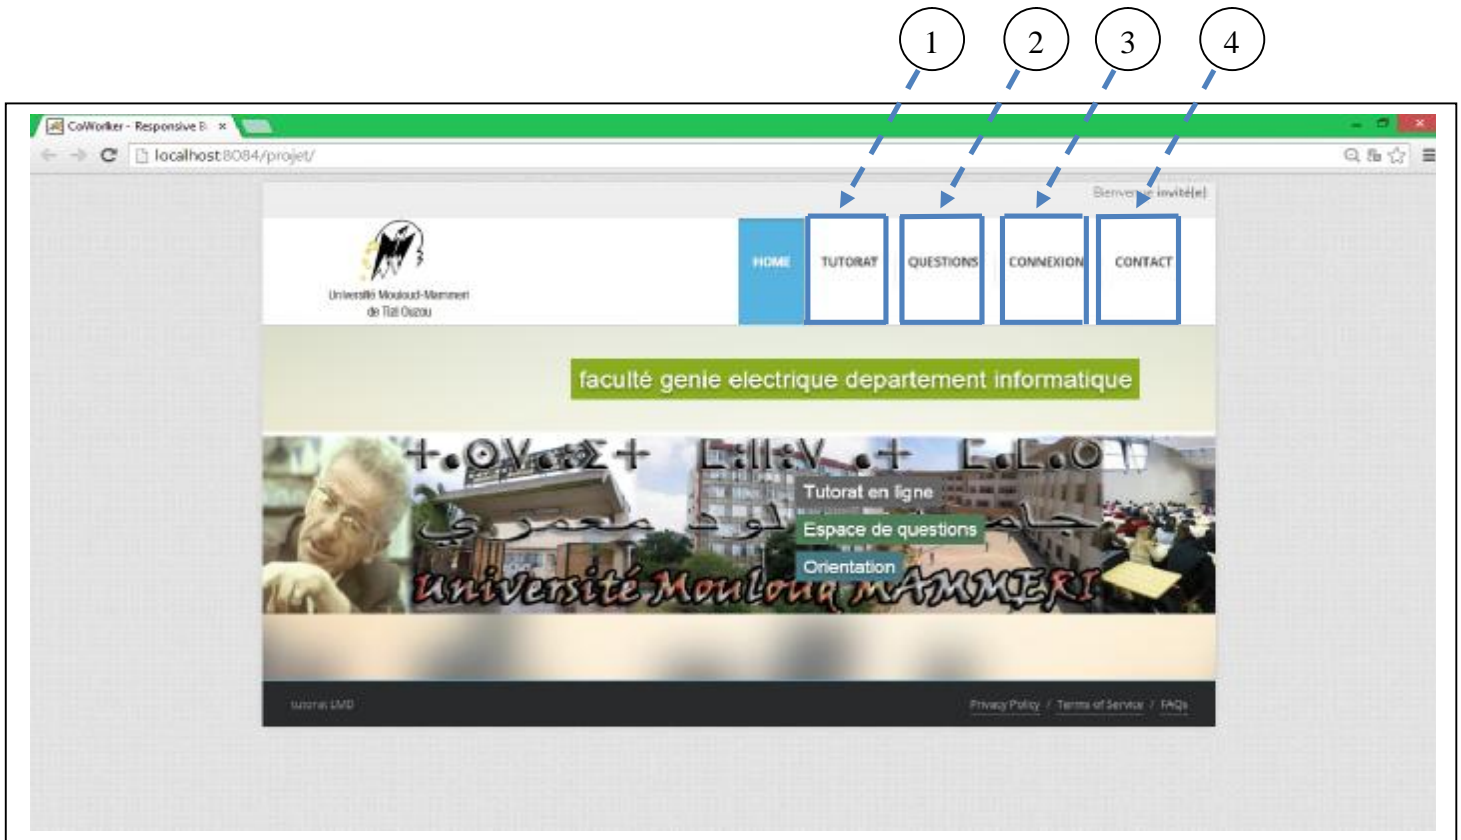 1 2 3 4
CoWorker - Responsive B
localhost:8084/projet/
Bienvenue invité(e)
Université Mouloud-Mammeri
de Tizi Ouzou
HOME TUTORAT QUESTIONS CONNEXION CONTACT
faculté genie electrique departement informatique
Tutorat en ligne
Espace de questions
Orientation
Université Mouloud MAMMERI
tutorat LMD
Privacy Policy / Terms of Service / FAQs